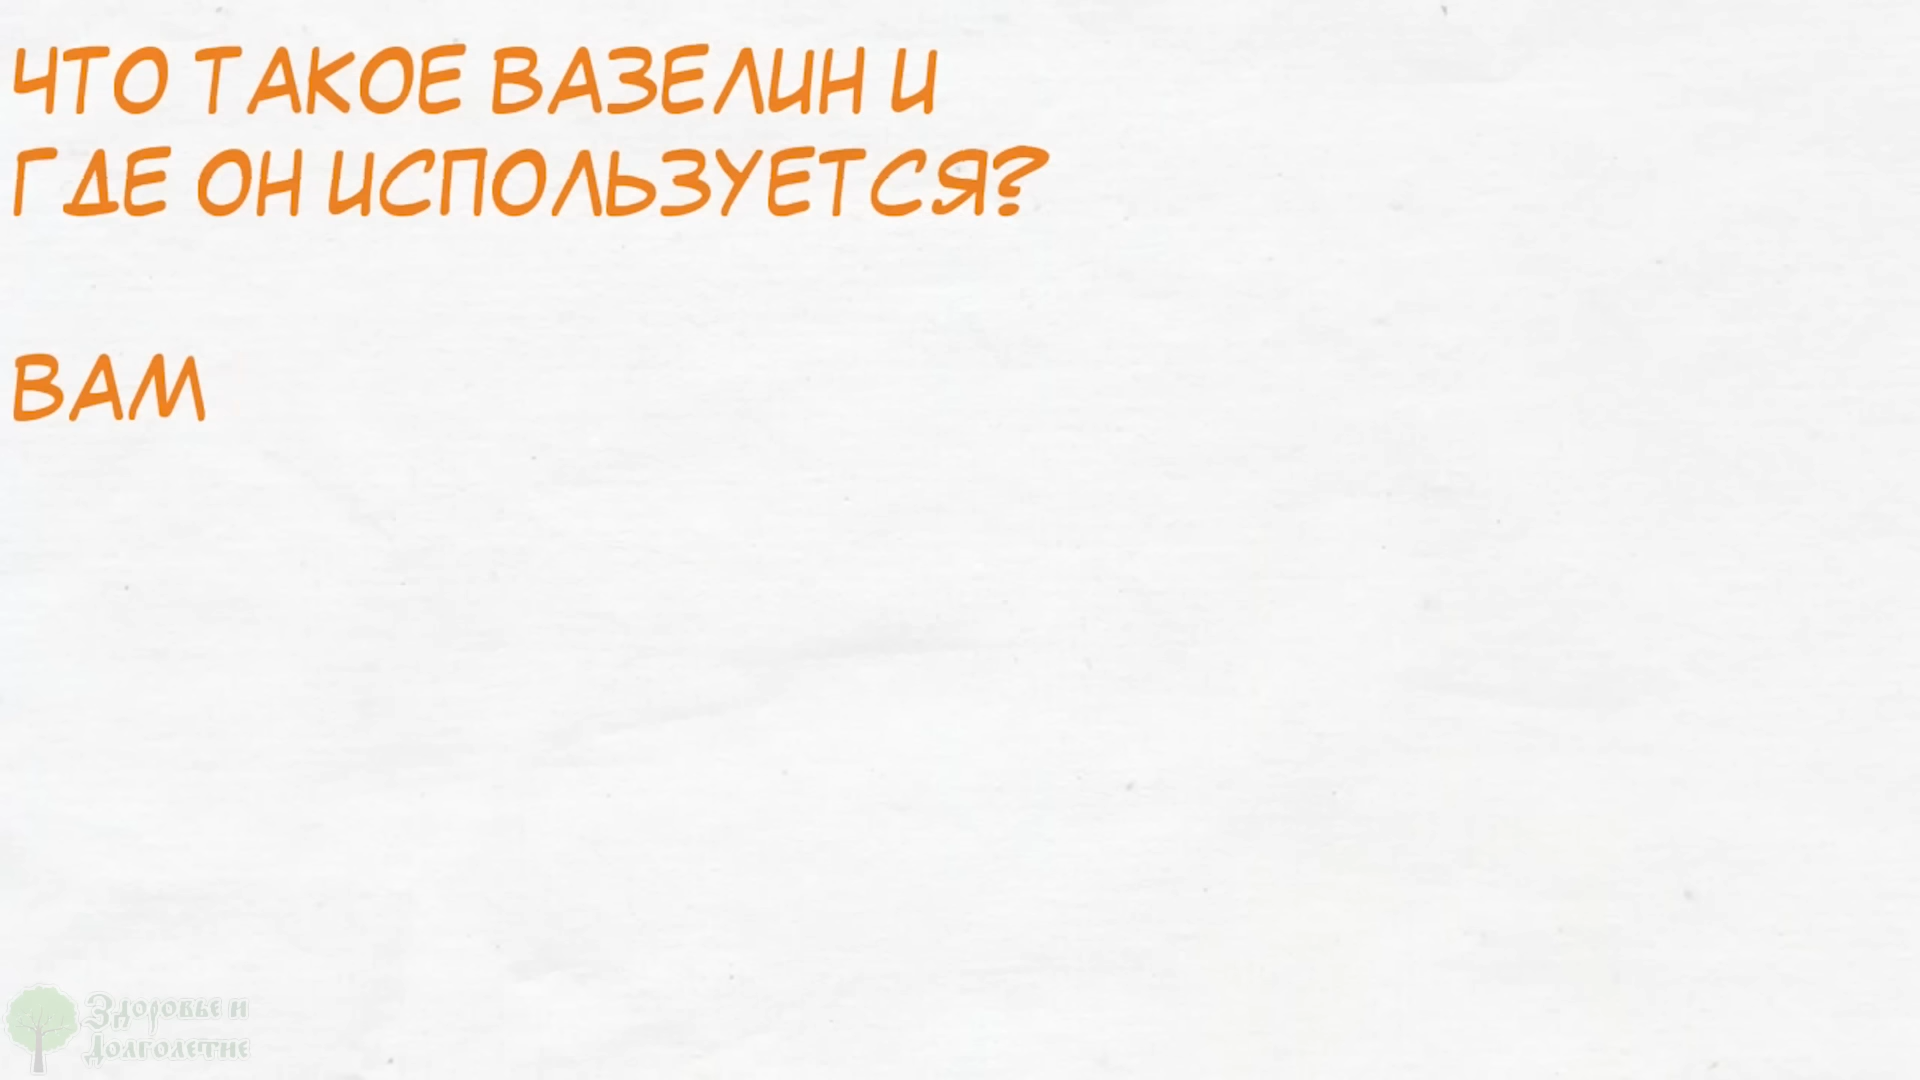 ЧТО ТАКОЕ ВАЗЕЛИН И
ГДЕ ОН ИСПОЛЬЗУЕТСЯ?
ВАМ
Здоровье и
Долголетие